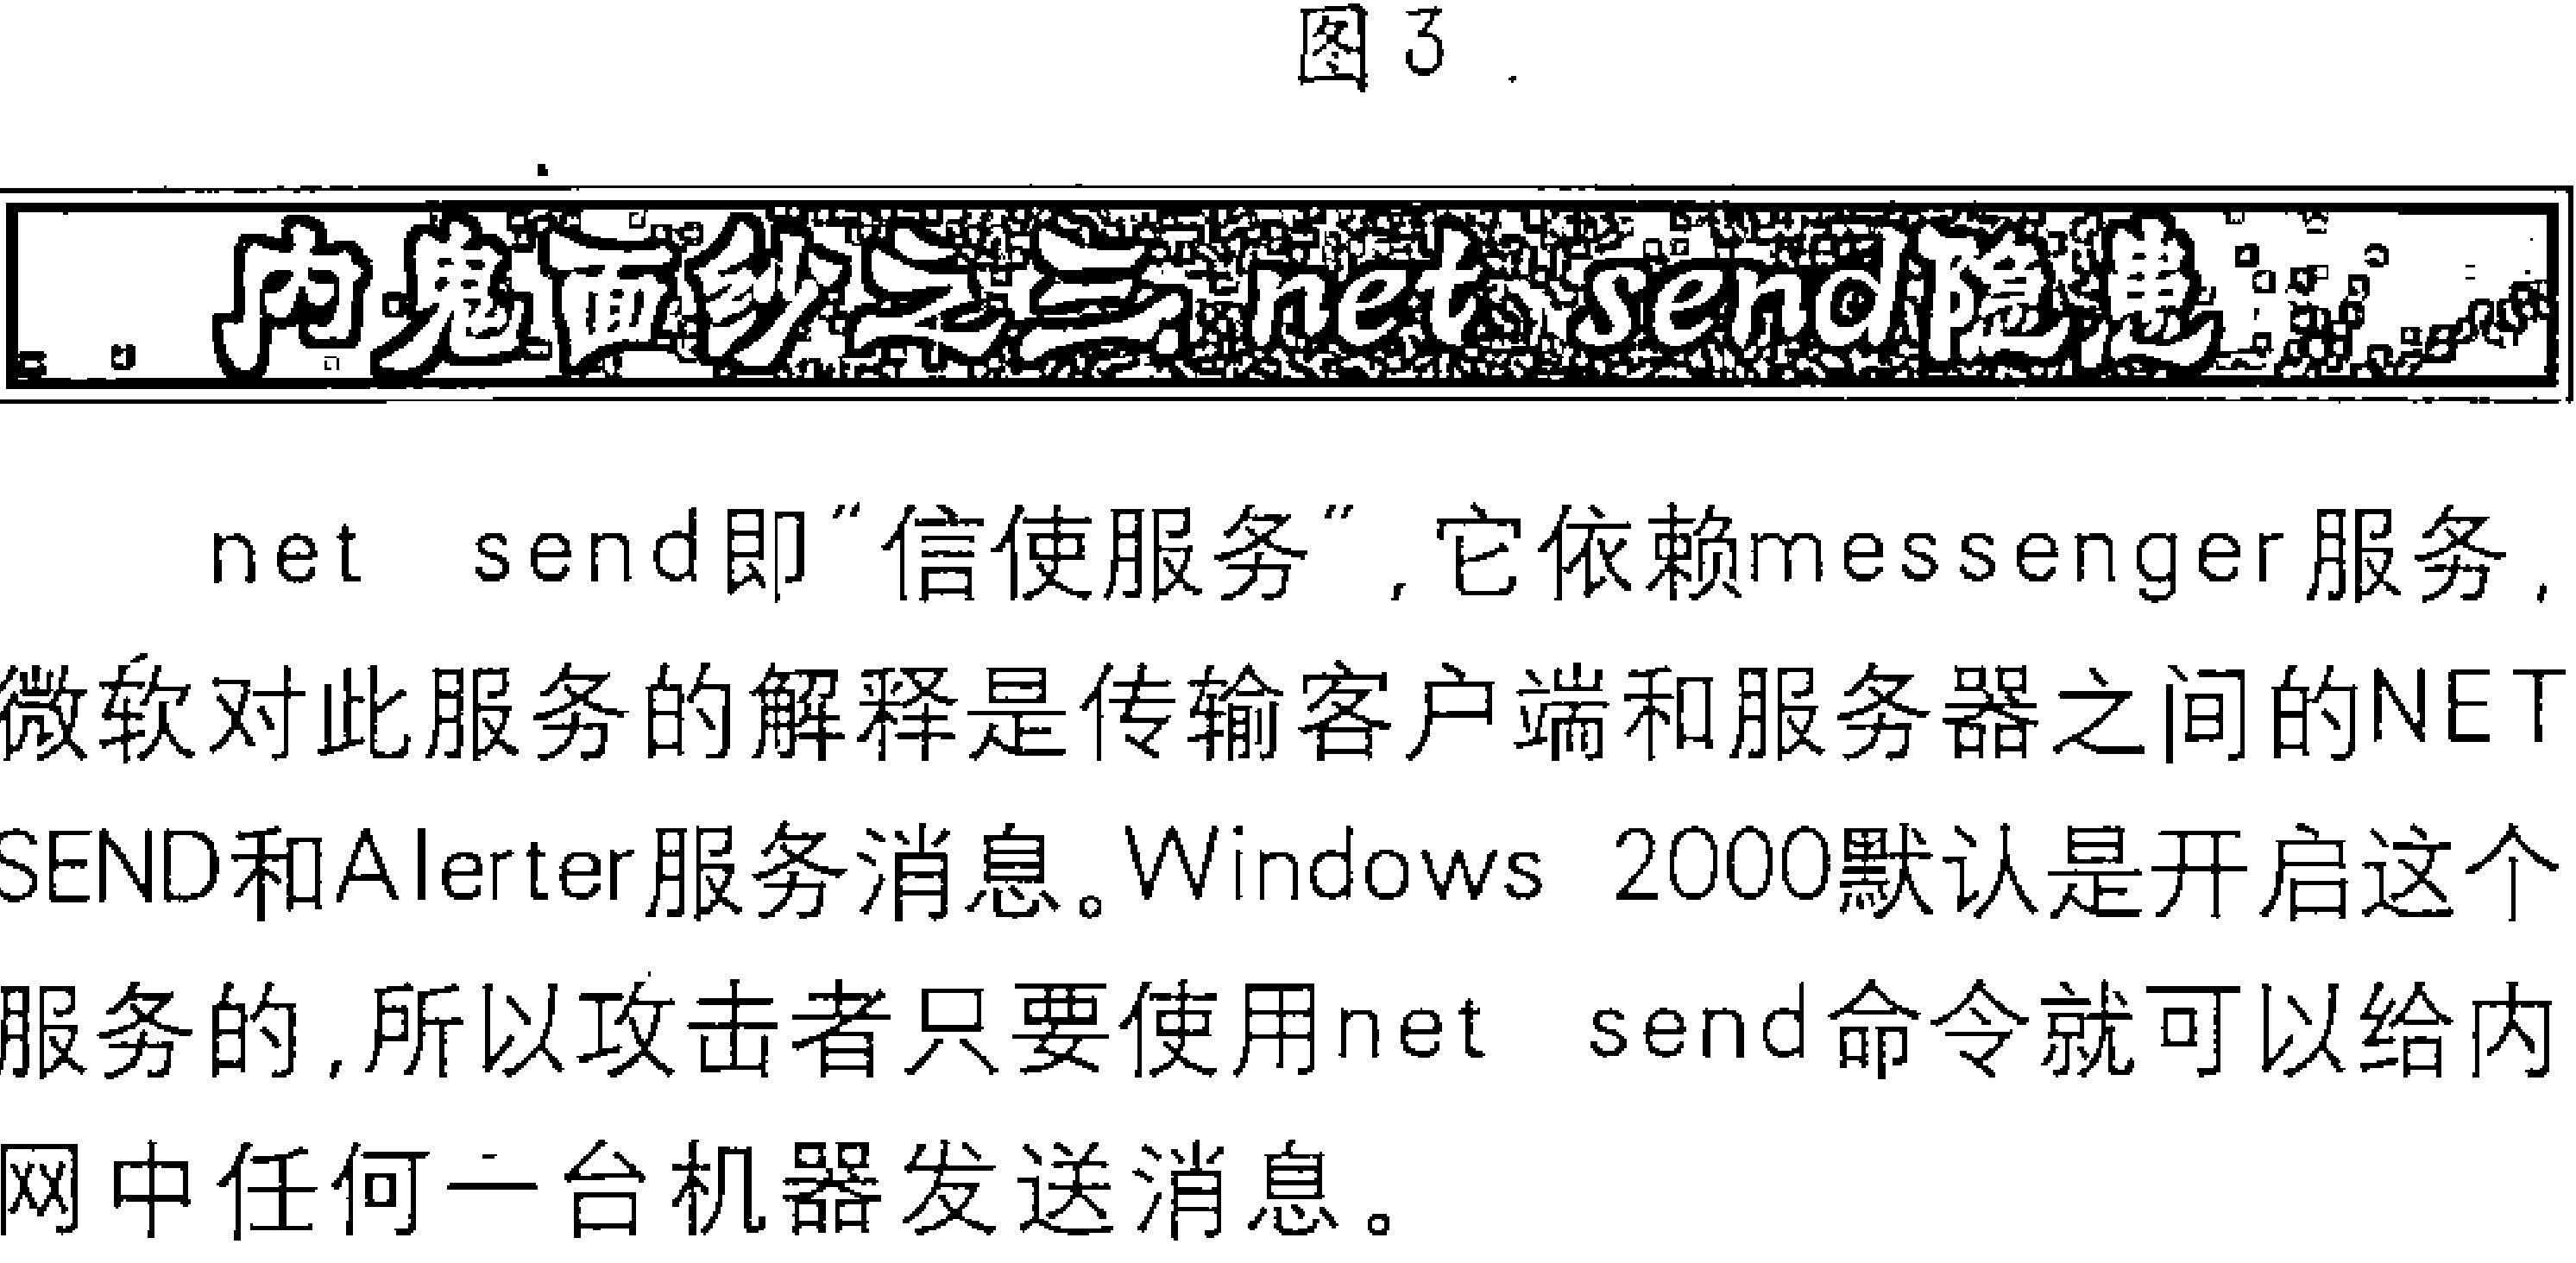 图3
内鬼面纱之三 net send隐患
net send即“信使服务”,它依赖messenger服务,
微软对此服务的解释是传输客户端和服务器之间的NET
SEND和Alerter服务消息。Windows 2000默认是开启这个
服务的,所以攻击者只要使用net send命令就可以给内
网中任何一台机器发送消息。